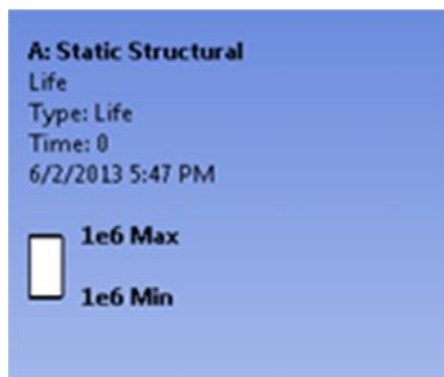 A: Static Structural
Life
Type: Life
Time: 0
6/2/2013 5:47 PM
1e6 Max
1e6 Min